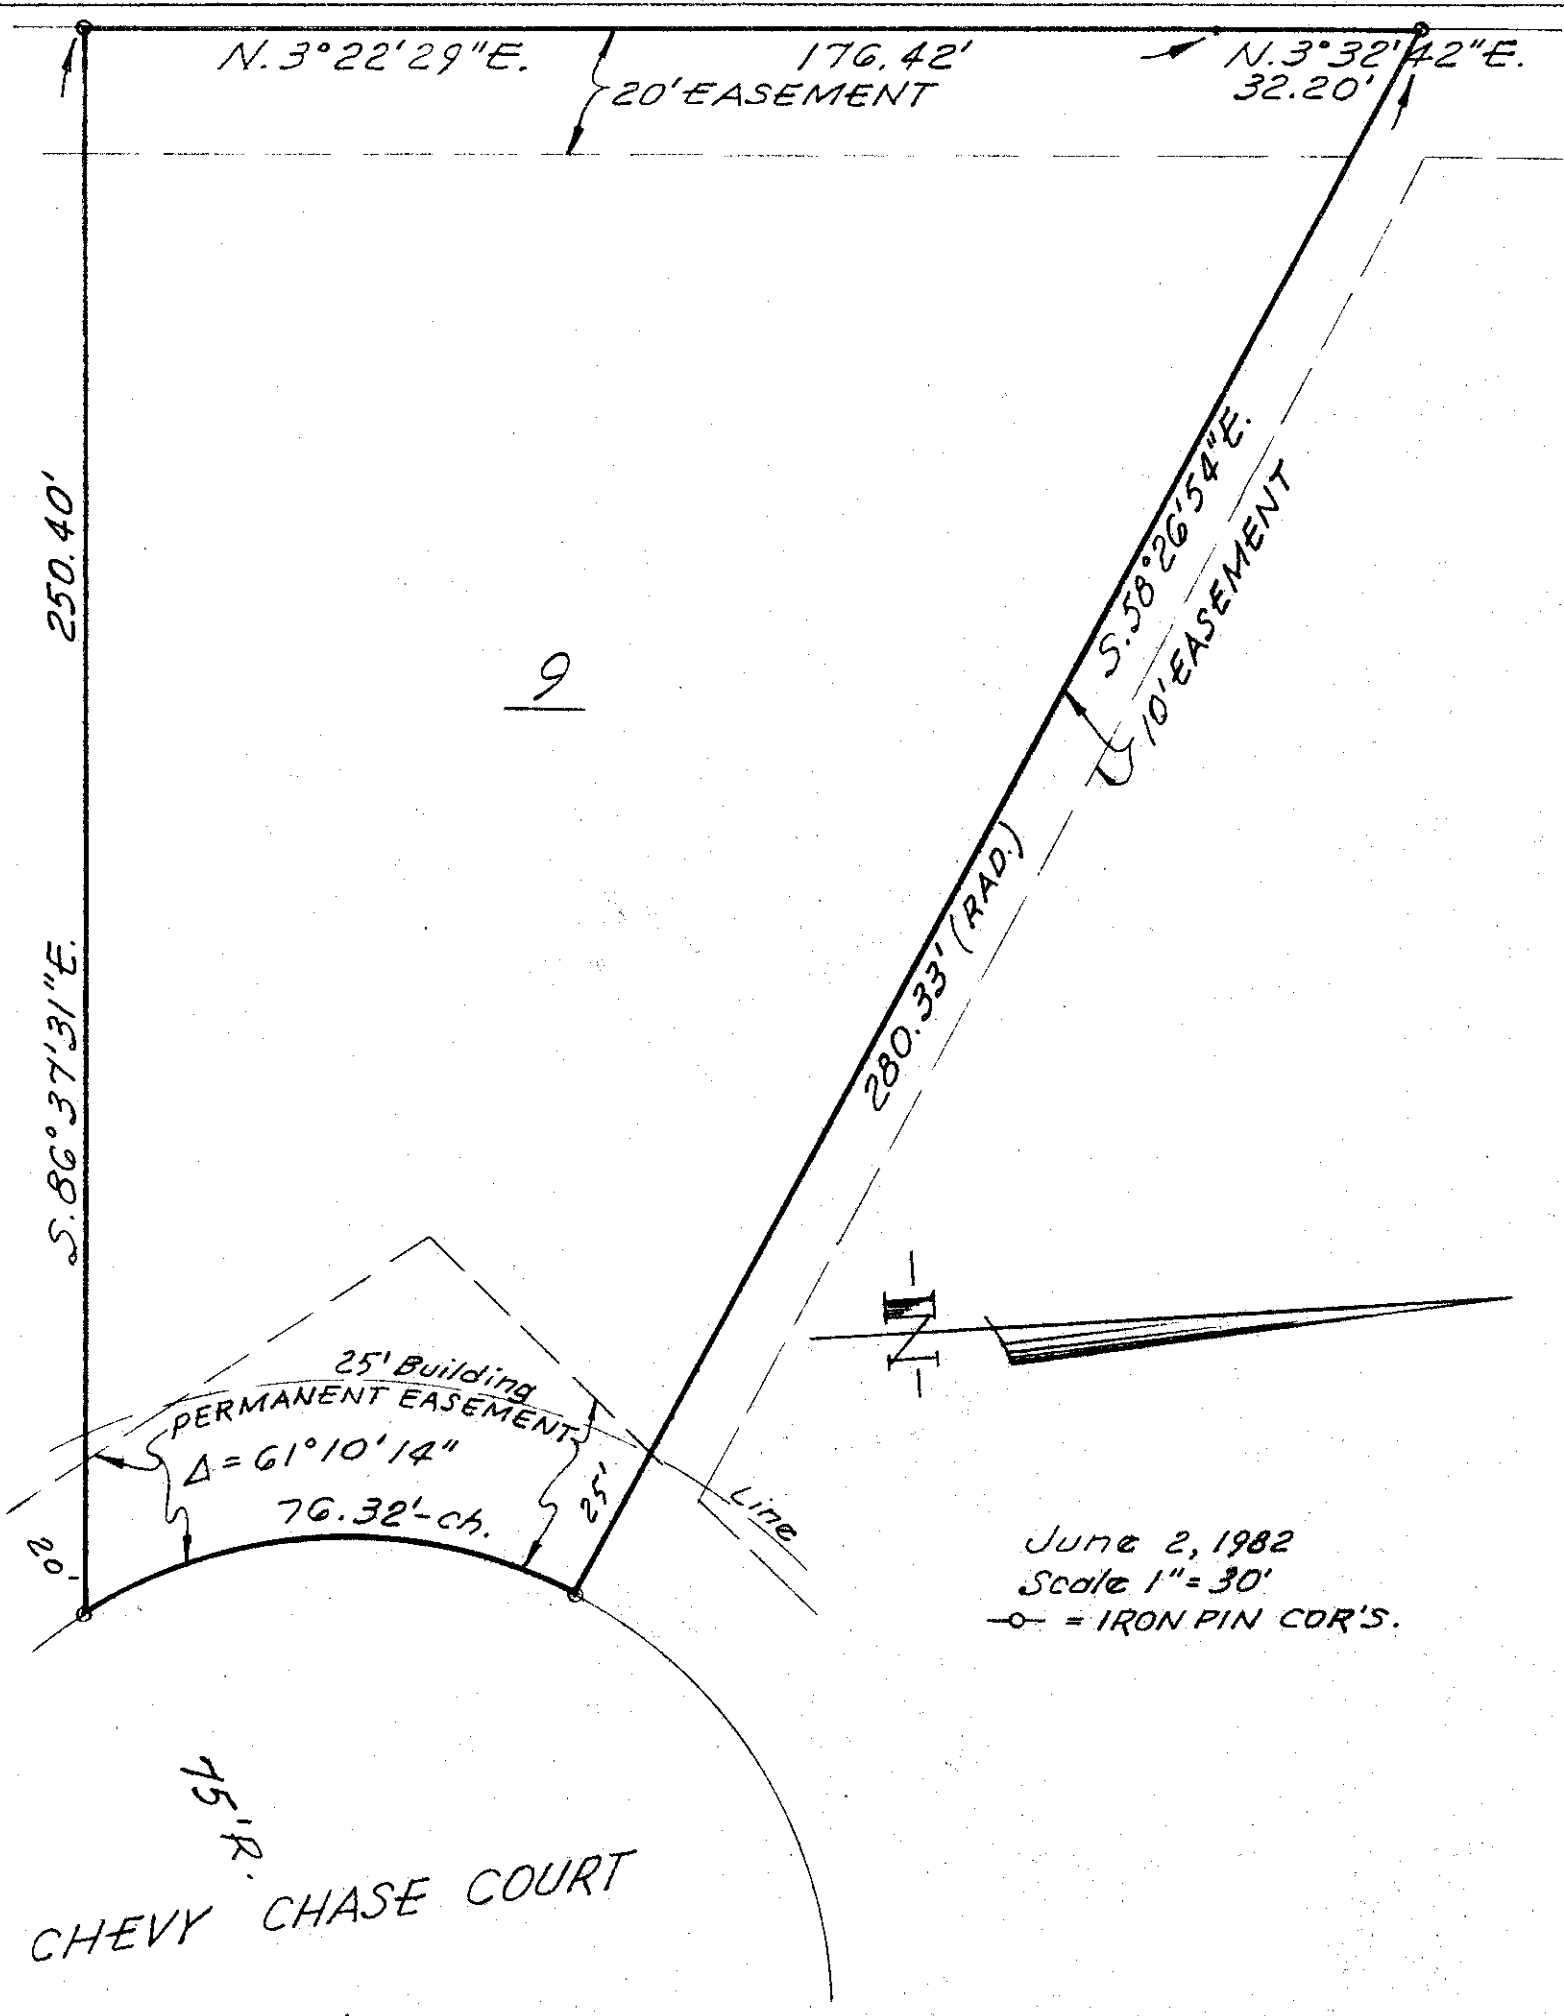 N. 3°22'29"E.
176.42'
N. 3°32'42"E.
32.20'
20' EASEMENT
250.40'
S. 86°37'31"E.
9
S. 58°26'54"E.
10' EASEMENT
280.33' (RAD.)
25' Building
Line
PERMANENT EASEMENT
Δ = 61°10'14"
76.32'-ch.
25'
20'
N
June 2, 1982
Scale 1" = 30'
= IRON PIN COR'S.
75' R.
CHEVY CHASE COURT